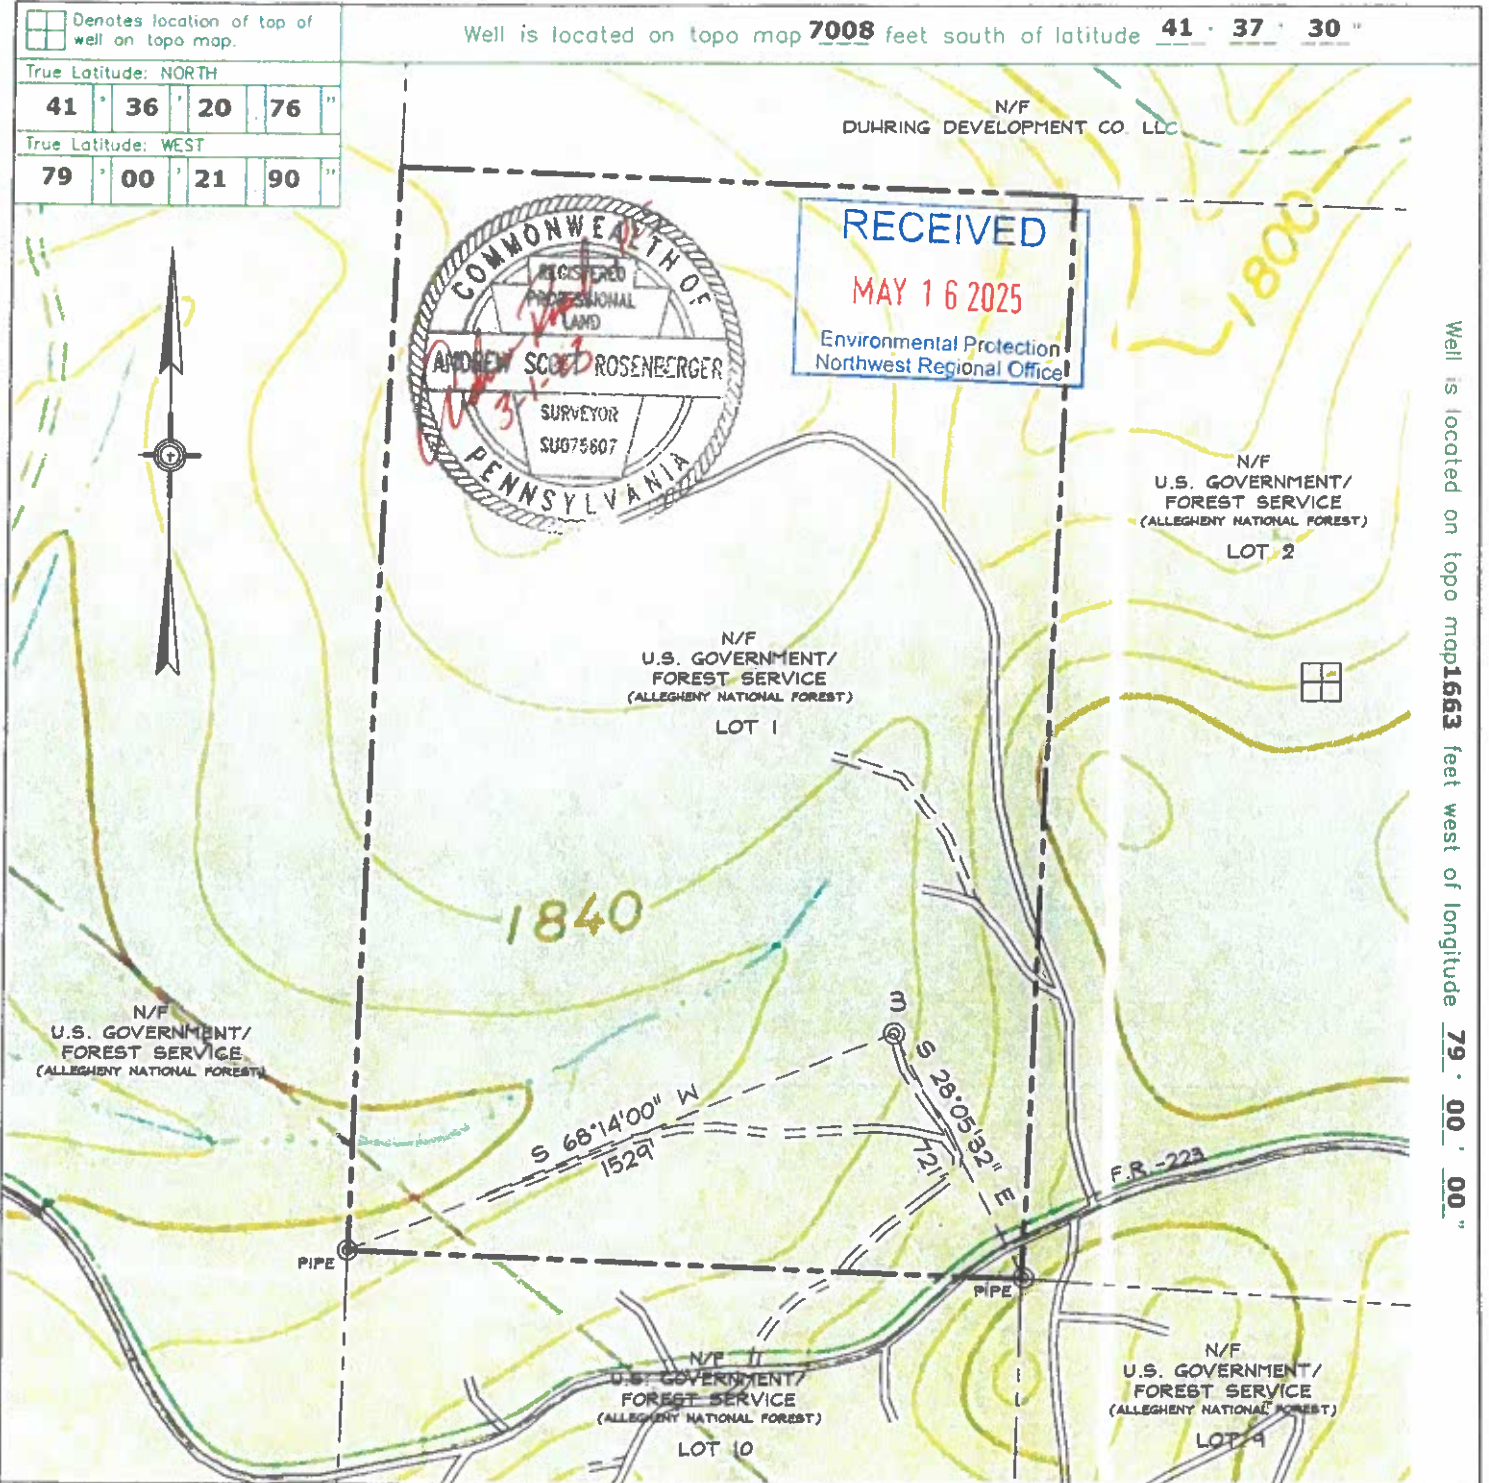 Denotes location of top of
well on topo map.
Well is located on topo map 7008 feet south of latitude 41 ° 37 ' 30 "
True Latitude: NORTH
41 ° 36 ' 20 . 76 "
True Latitude: WEST
79 ° 00 ' 21 . 90 "
N/F
DUHRING DEVELOPMENT CO. LLC
COMMONWEALTH OF
REGISTERED
PROFESSIONAL
LAND
ANDREW SCOTT ROSENBERGER
SURVEYOR
SU075607
PENNSYLVANIA
RECEIVED
MAY 16 2025
Environmental Protection
Northwest Regional Office
1800
N/F
U.S. GOVERNMENT/
FOREST SERVICE
(ALLEGHENY NATIONAL FOREST)
LOT 2
Well is located on topo map 1663 feet west of longitude 79 ° 00 ' 00 "
N/F
U.S. GOVERNMENT/
FOREST SERVICE
(ALLEGHENY NATIONAL FOREST)
LOT 1
1840
N/F
U.S. GOVERNMENT/
FOREST SERVICE
(ALLEGHENY NATIONAL FOREST)
3
S 68°14'00" W
1529'
S 28°05'32" E
721'
F.R.-223
PIPE
PIPE
N/F
U.S. GOVERNMENT/
FOREST SERVICE
(ALLEGHENY NATIONAL FOREST)
LOT 10
N/F
U.S. GOVERNMENT/
FOREST SERVICE
(ALLEGHENY NATIONAL FOREST)
LOT 9